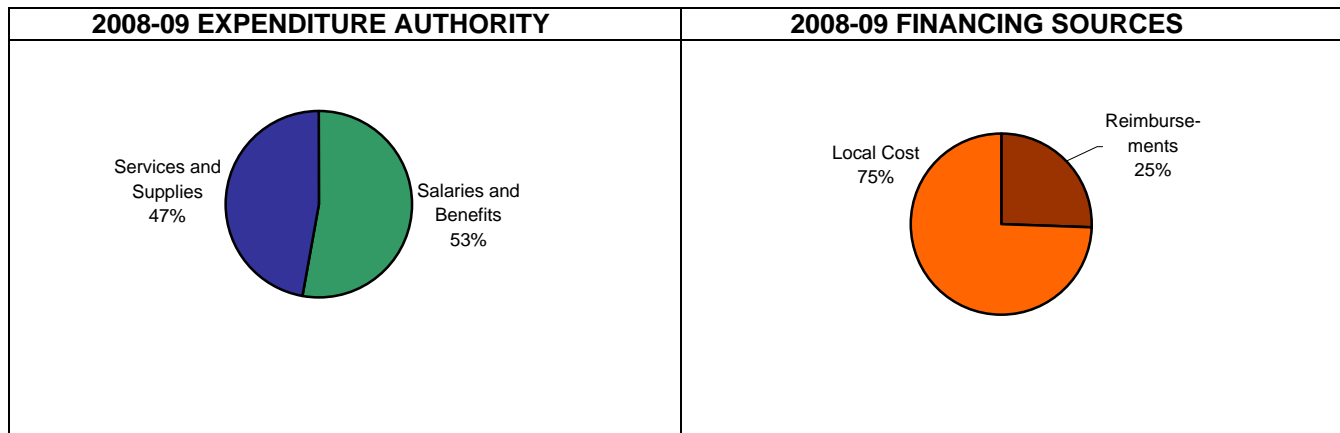 2008-09 EXPENDITURE AUTHORITY
2008-09 FINANCING SOURCES
Services and
Supplies
47%
Salaries and
Benefits
53%
Local Cost
75%
Reimburse-
ments
25%